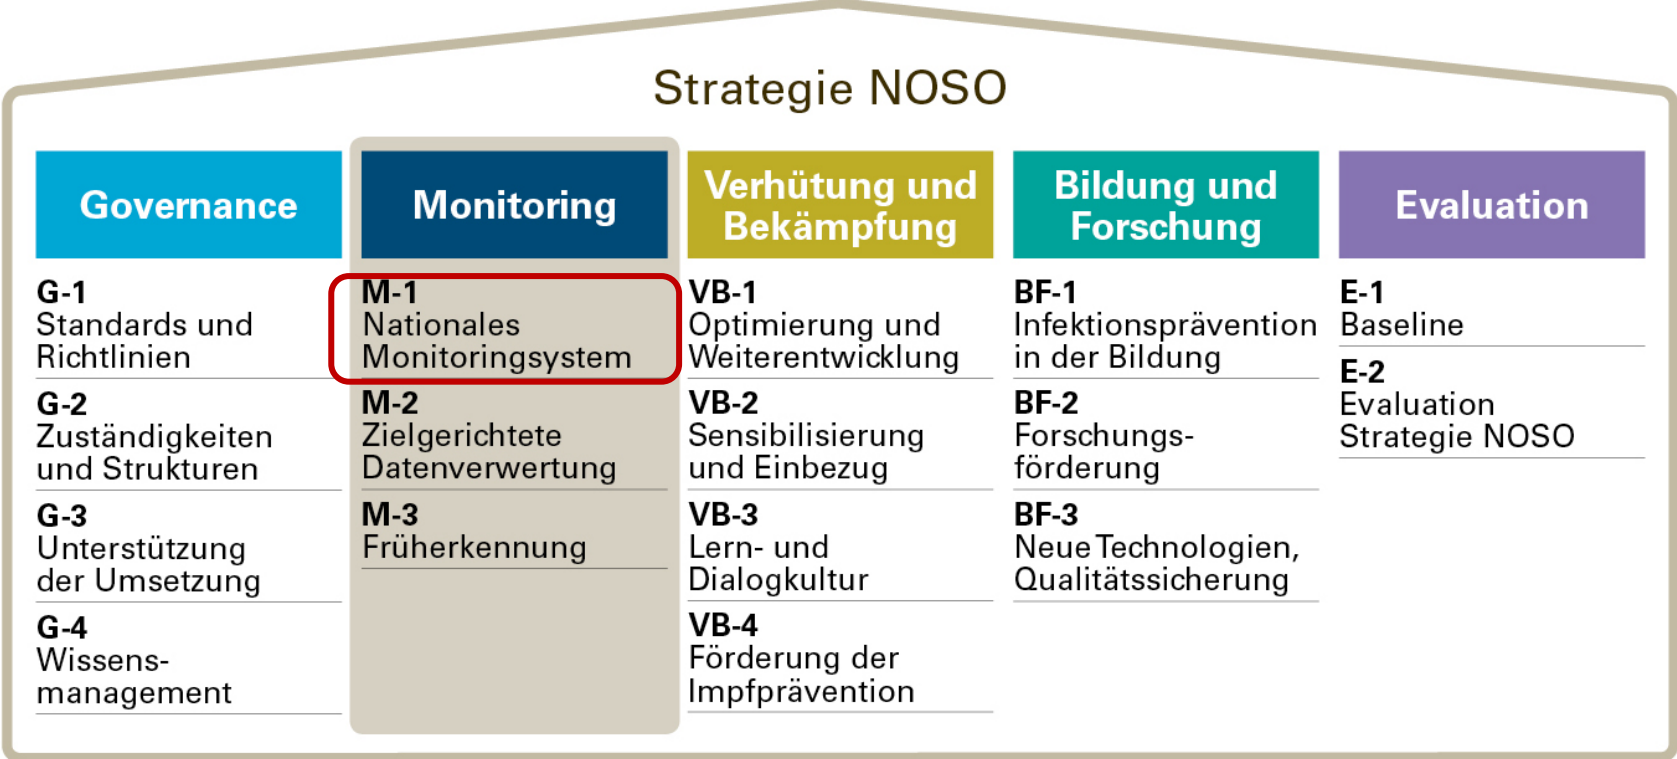 Strategie NOSO
Governance
G-1
Standards und
Richtlinien
G-2
Zuständigkeiten
und Strukturen
G-3
Unterstützung
der Umsetzung
G-4
Wissens-
management
Monitoring
M-1
Nationales
Monitoringsystem
M-2
Zielgerichtete
Datenverwertung
M-3
Früherkennung
Verhütung und
Bekämpfung
VB-1
Optimierung und
Weiterentwicklung
VB-2
Sensibilisierung
und Einbezug
VB-3
Lern- und
Dialogkultur
VB-4
Förderung der
Impfprävention
Bildung und
Forschung
BF-1
Infektionsprävention
in der Bildung
BF-2
Forschungs-
förderung
BF-3
Neue Technologien,
Qualitätssicherung
Evaluation
E-1
Baseline
E-2
Evaluation
Strategie NOSO